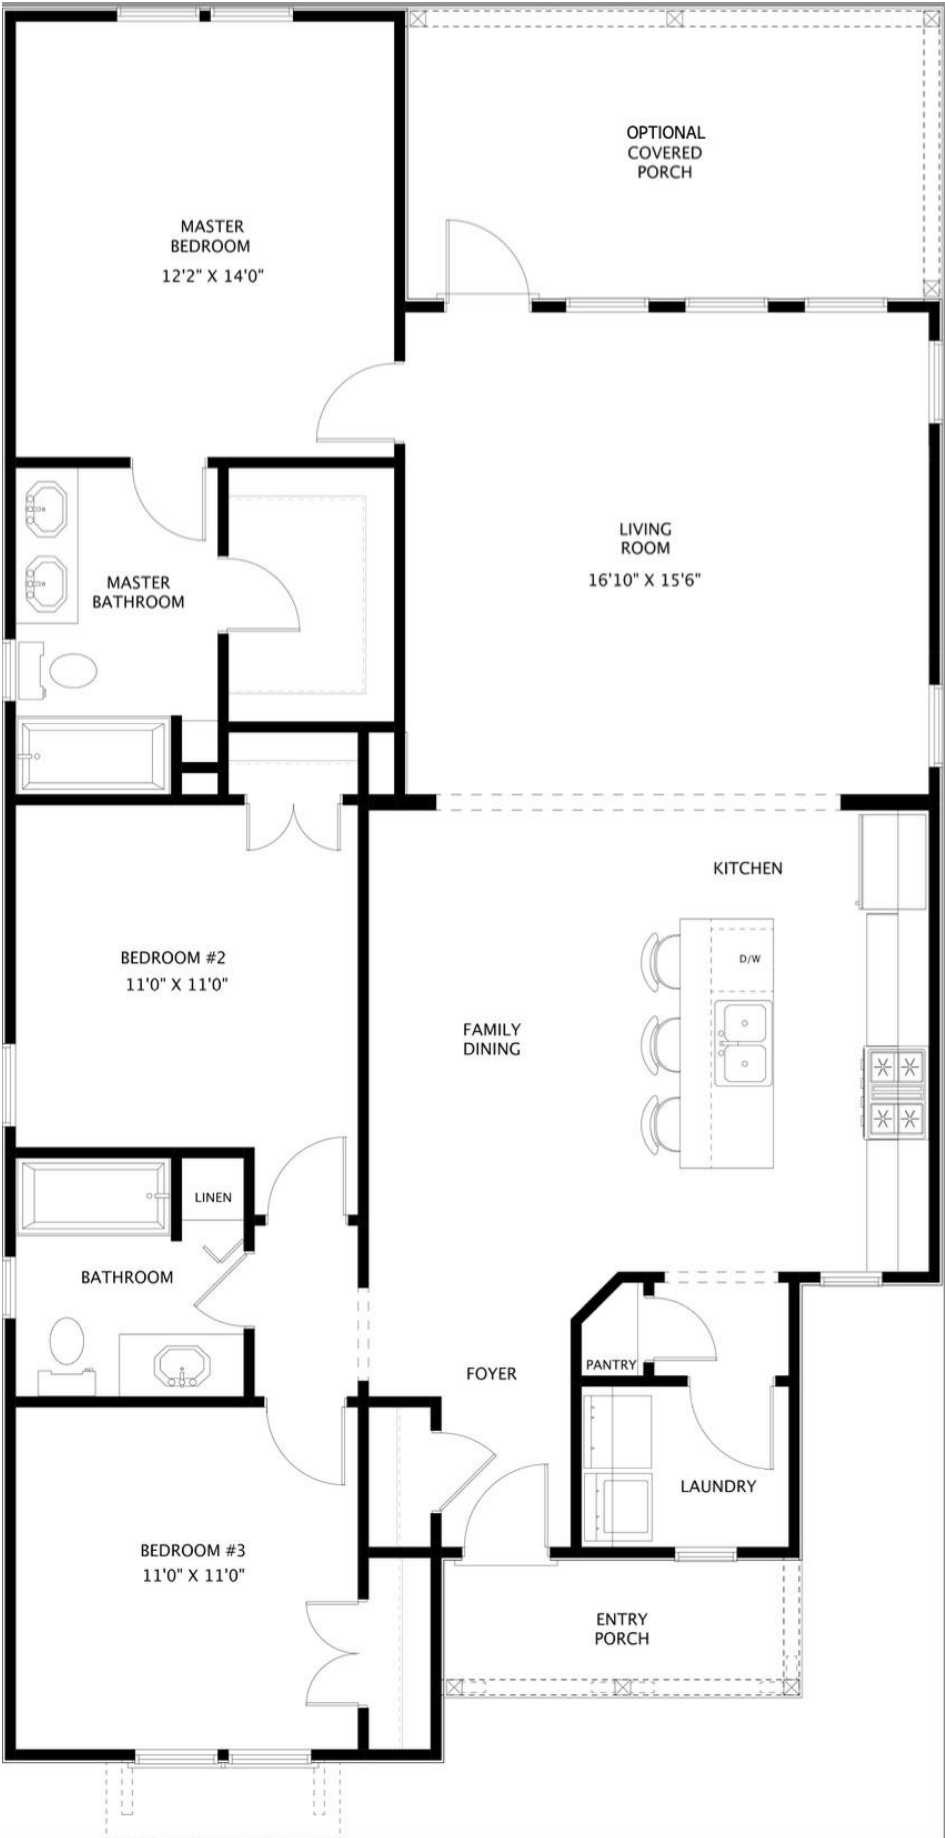 OPTIONAL
COVERED
PORCH
MASTER
BEDROOM
12'2" X 14'0"
LIVING
ROOM
16'10" X 15'6"
MASTER
BATHROOM
KITCHEN
BEDROOM #2
11'0" X 11'0"
D/W
FAMILY
DINING
LINEN
BATHROOM
PANTRY
FOYER
LAUNDRY
BEDROOM #3
11'0" X 11'0"
ENTRY
PORCH